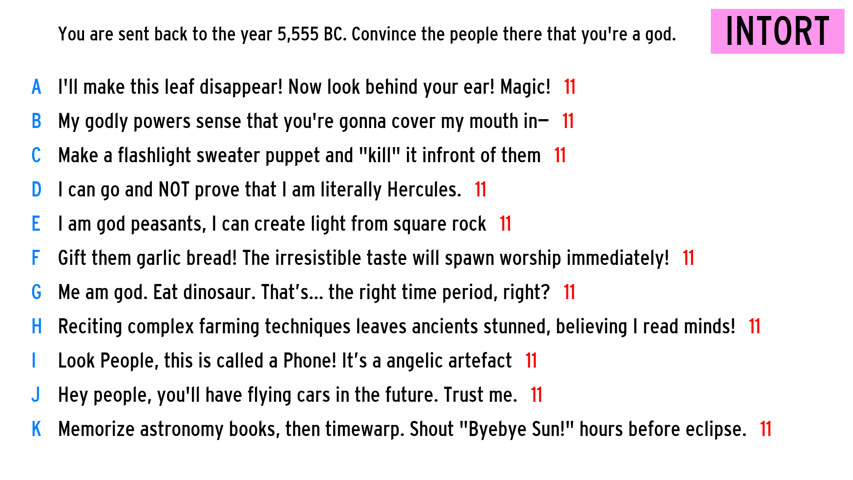 You are sent back to the year 5,555 BC. Convince the people there that you're a god.
INTORT
A I'll make this leaf disappear! Now look behind your ear! Magic! 11
B My godly powers sense that you're gonna cover my mouth in— 11
C Make a flashlight sweater puppet and "kill" it infront of them 11
D I can go and NOT prove that I am literally Hercules. 11
E I am god peasants, I can create light from square rock 11
F Gift them garlic bread! The irresistible taste will spawn worship immediately! 11
G Me am god. Eat dinosaur. That’s... the right time period, right? 11
H Reciting complex farming techniques leaves ancients stunned, believing I read minds! 11
I Look People, this is called a Phone! It’s a angelic artefact 11
J Hey people, you'll have flying cars in the future. Trust me. 11
K Memorize astronomy books, then timewarp. Shout "Byebye Sun!" hours before eclipse. 11